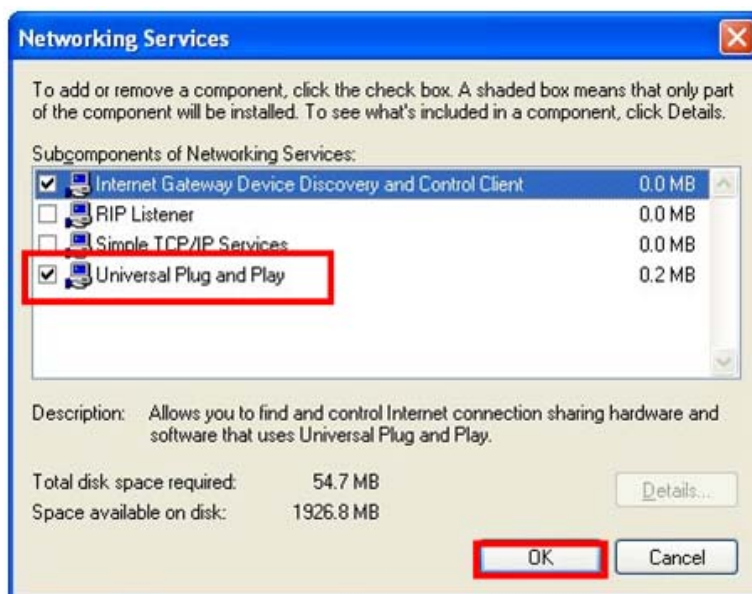 Networking Services
To add or remove a component, click the check box. A shaded box means that only part
of the component will be installed. To see what's included in a component, click Details.
Subcomponents of Networking Services:
Internet Gateway Device Discovery and Control Client 0.0 MB
RIP Listener 0.0 MB
Simple TCP/IP Services 0.0 MB
Universal Plug and Play 0.2 MB
Description: Allows you to find and control Internet connection sharing hardware and
software that uses Universal Plug and Play.
Total disk space required: 54.7 MB
Space available on disk: 1926.8 MB
Details...
OK Cancel